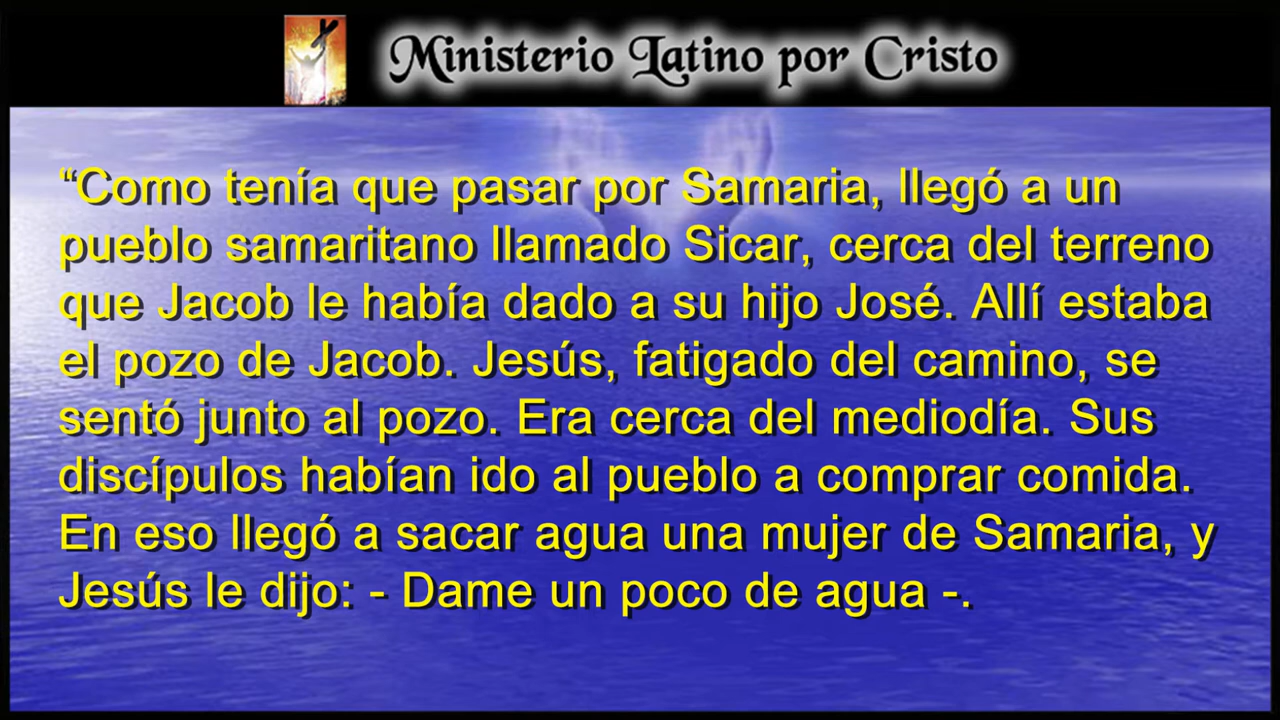 Ministerio Latino por Cristo
“Como tenía que pasar por Samaria, llegó a un
pueblo samaritano llamado Sicar, cerca del terreno
que Jacob le había dado a su hijo José. Allí estaba
el pozo de Jacob. Jesús, fatigado del camino, se
sentó junto al pozo. Era cerca del mediodía. Sus
discípulos habían ido al pueblo a comprar comida.
En eso llegó a sacar agua una mujer de Samaria, y
Jesús le dijo: - Dame un poco de agua -.